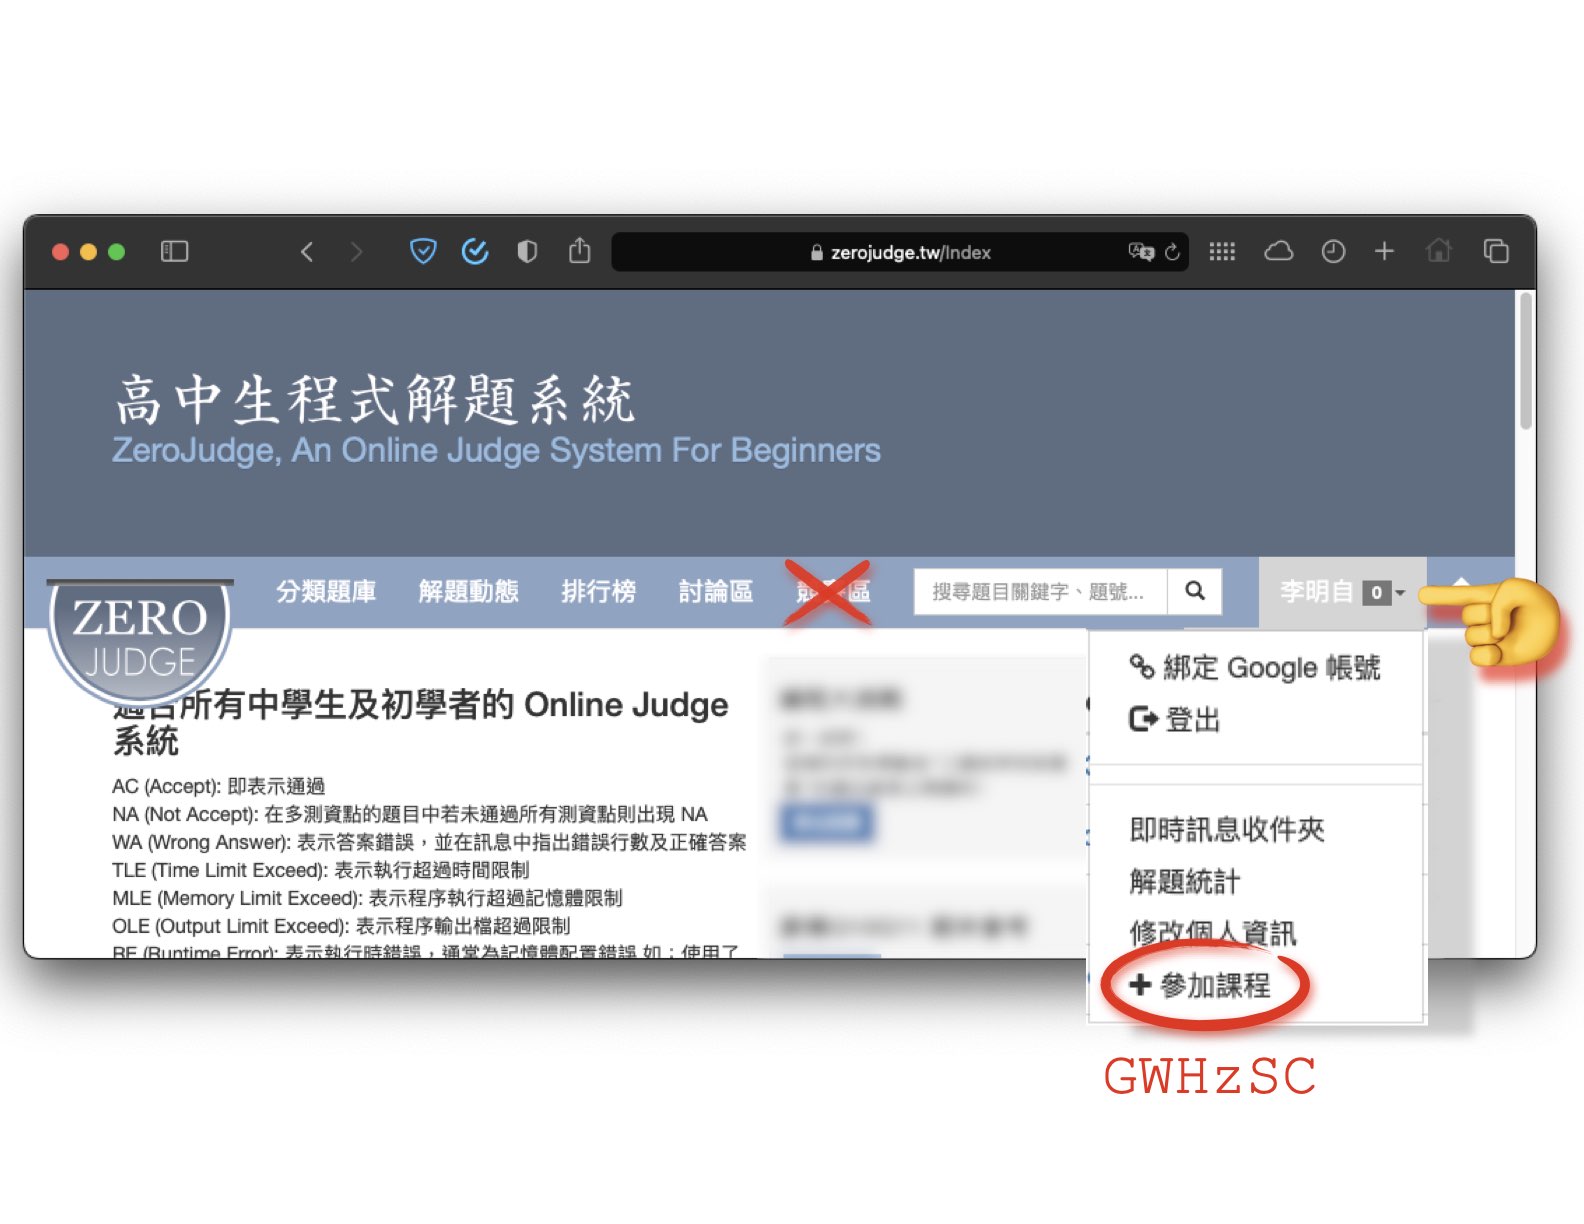 zerojudge.tw/Index
高中生程式解題系統
ZeroJudge, An Online Judge System For Beginners
ZERO
JUDGE
分類題庫
解題動態
排行榜
討論區
搜尋題目關鍵字、題號...
李明自 0
綁定 Google 帳號
登出
即時訊息收件夾
解題統計
修改個人資訊
參加課程
GWHzSC
適合所有中學生及初學者的 Online Judge
系統
AC (Accept): 即表示通過
NA (Not Accept): 在多測資點的題目中若未通過所有測資點則出現 NA
WA (Wrong Answer): 表示答案錯誤，並在訊息中指出錯誤行數及正確答案
TLE (Time Limit Exceed): 表示執行超過時間限制
MLE (Memory Limit Exceed): 表示程序執行超過記憶體限制
OLE (Output Limit Exceed): 表示程序輸出檔超過限制
RE (Runtime Error): 表示執行時錯誤，通常為記憶體配置錯誤 如：使用了